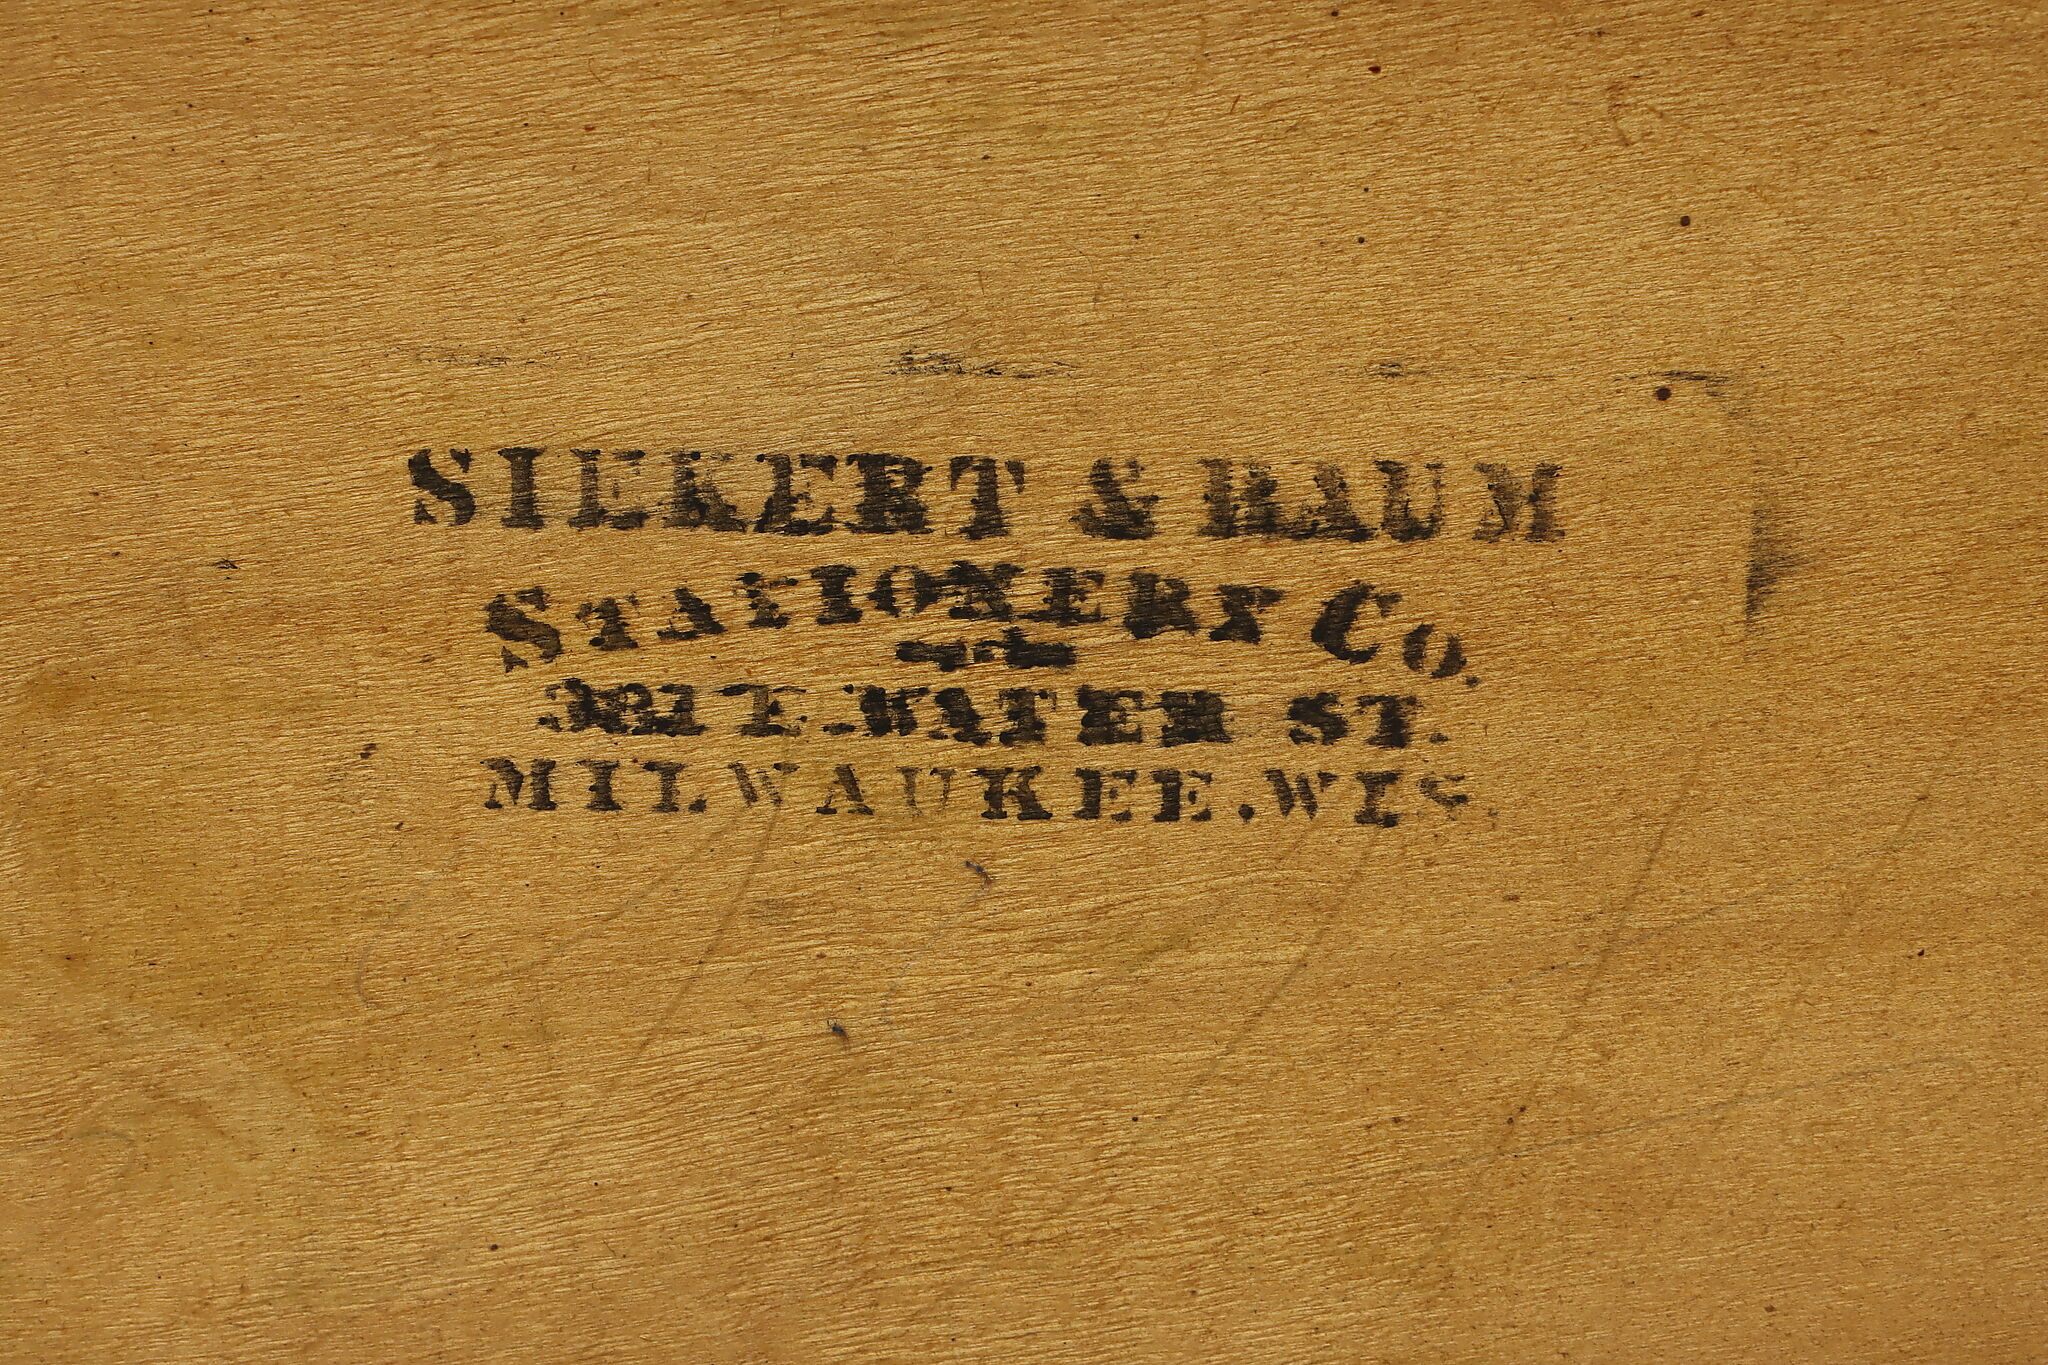 SIEKERT & BAUM
STATIONERY CO.
E. WATER ST.
MILWAUKEE. WIS.